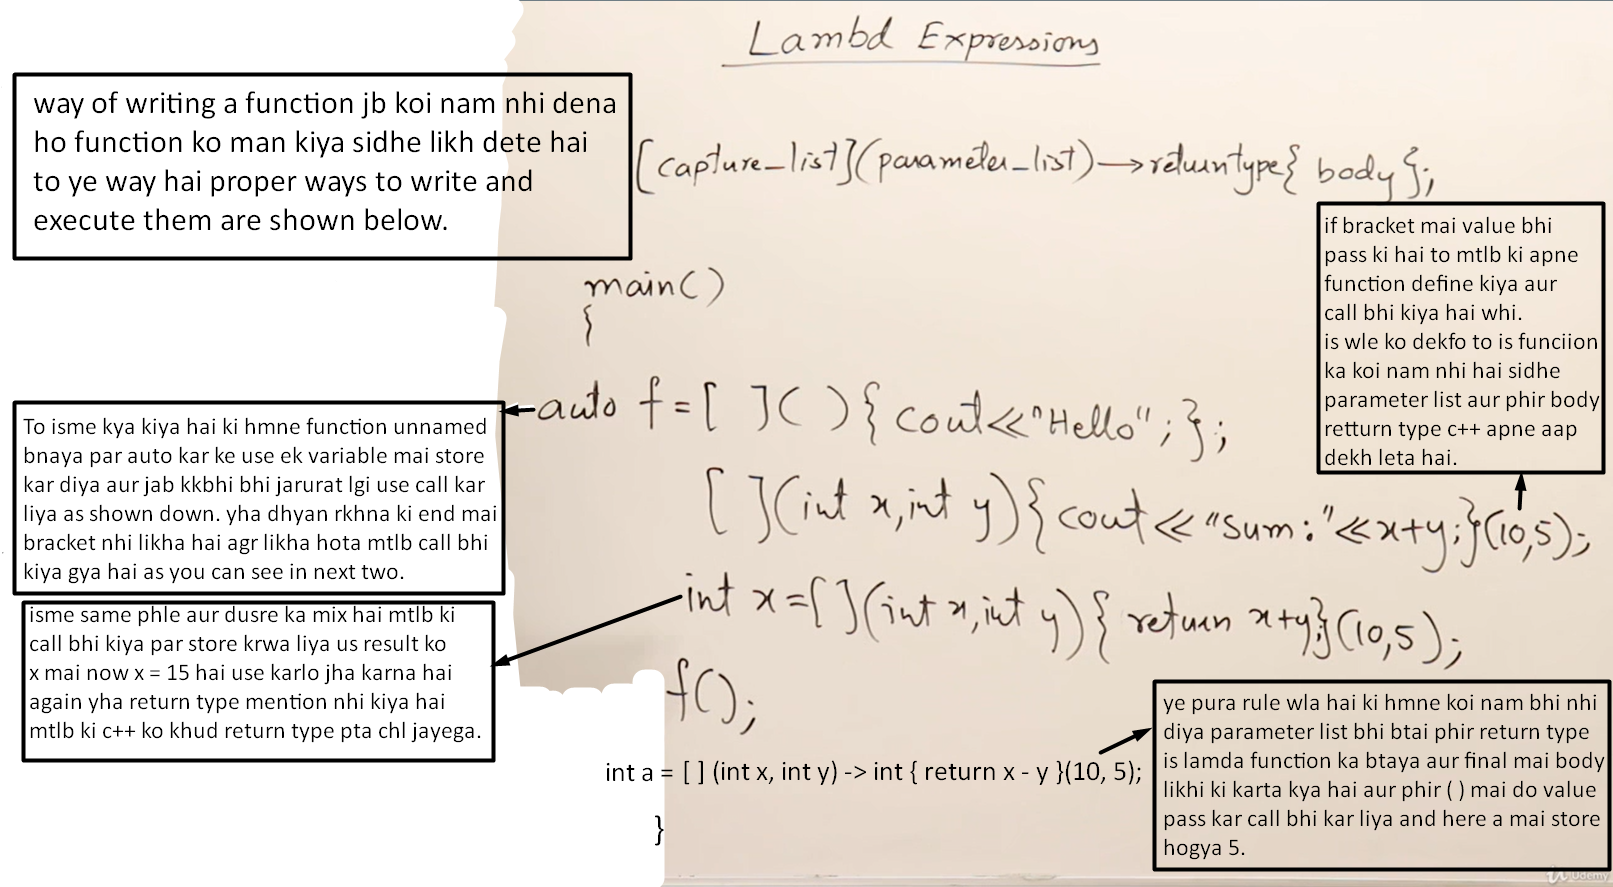 Lambd Expressions
way of writing a function jb koi nam nhi dena
ho function ko man kiya sidhe likh dete hai
to ye way hai proper ways to write and
execute them are shown below.
[capture_list](parameter_list)→returntype{ body };
if bracket mai value bhi
pass ki hai to mtlb ki apne
function define kiya aur
call bhi kiya hai whi.
is wle ko dekfo to is funciion
ka koi nam nhi hai sidhe
parameter list aur phir body
retturn type c++ apne aap
dekh leta hai.
main()
{
auto f=[ ]( ){ cout<<"Hello";};
To isme kya kiya hai ki hmne function unnamed
bnaya par auto kar ke use ek variable mai store
kar diya aur jab kkbhi bhi jarurat lgi use call kar
liya as shown down. yha dhyan rkhna ki end mai
bracket nhi likha hai agr likha hota mtlb call bhi
kiya gya hai as you can see in next two.
[ ](int x,int y){cout<<"Sum:"<<x+y;}(10,5);
int x=[ ](int x,int y){ return x+y;}(10,5);
isme same phle aur dusre ka mix hai mtlb ki
call bhi kiya par store krwa liya us result ko
x mai now x = 15 hai use karlo jha karna hai
again yha return type mention nhi kiya hai
mtlb ki c++ ko khud return type pta chl jayega.
f();
int a = [ ] (int x, int y) -> int { return x - y }(10, 5);
ye pura rule wla hai ki hmne koi nam bhi nhi
diya parameter list bhi btai phir return type
is lamda function ka btaya aur final mai body
likhi ki karta kya hai aur phir ( ) mai do value
pass kar call bhi kar liya and here a mai store
hogya 5.
}
Udemy